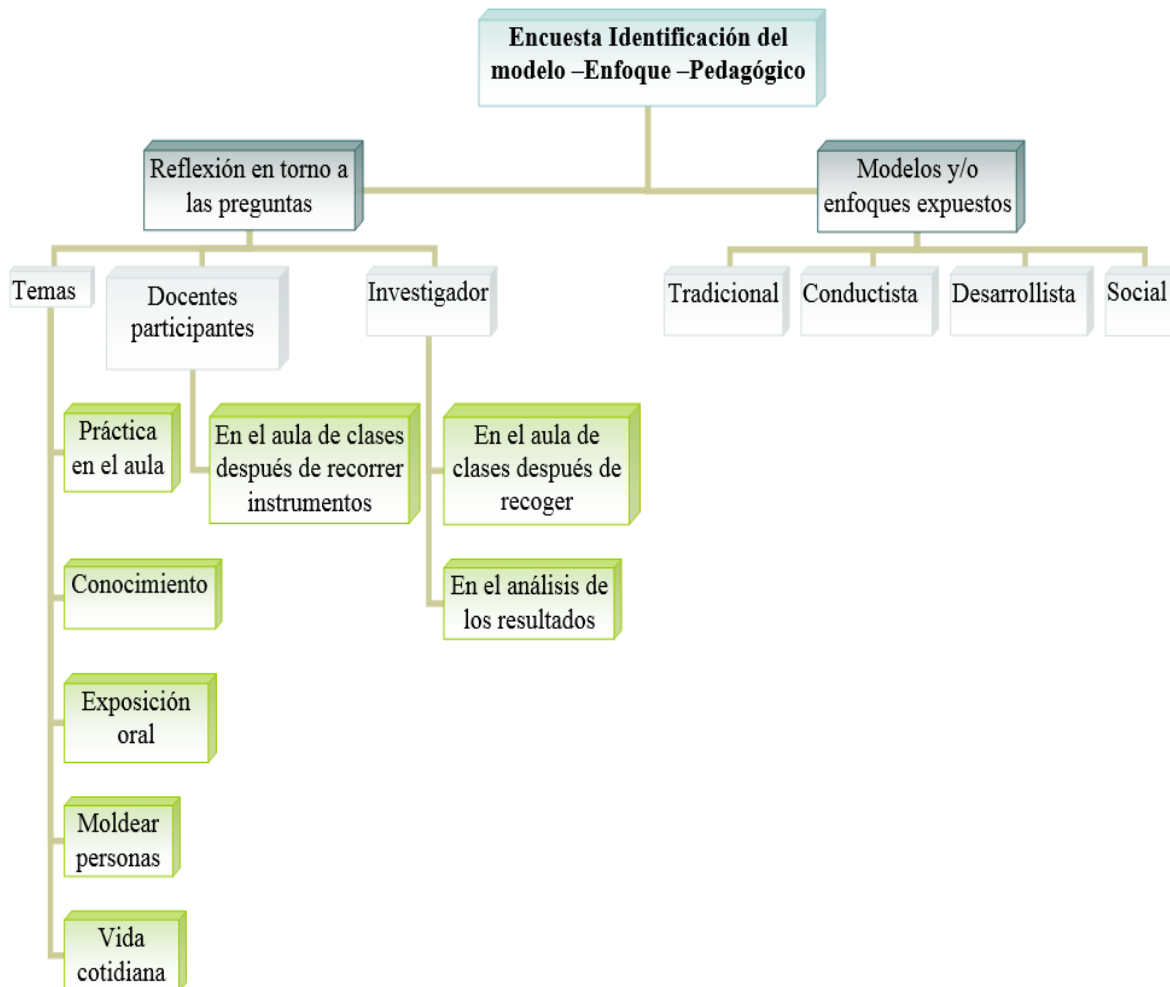 Encuesta Identificación del
modelo –Enfoque –Pedagógico
Reflexión en torno a
las preguntas
Modelos y/o
enfoques expuestos
Temas
Docentes
participantes
Investigador
Tradicional
Conductista
Desarrollista
Social
Práctica
en el aula
En el aula de clases
después de recorrer
instrumentos
En el aula de
clases después de
recoger
Conocimiento
En el análisis de
los resultados
Exposición
oral
Moldear
personas
Vida
cotidiana